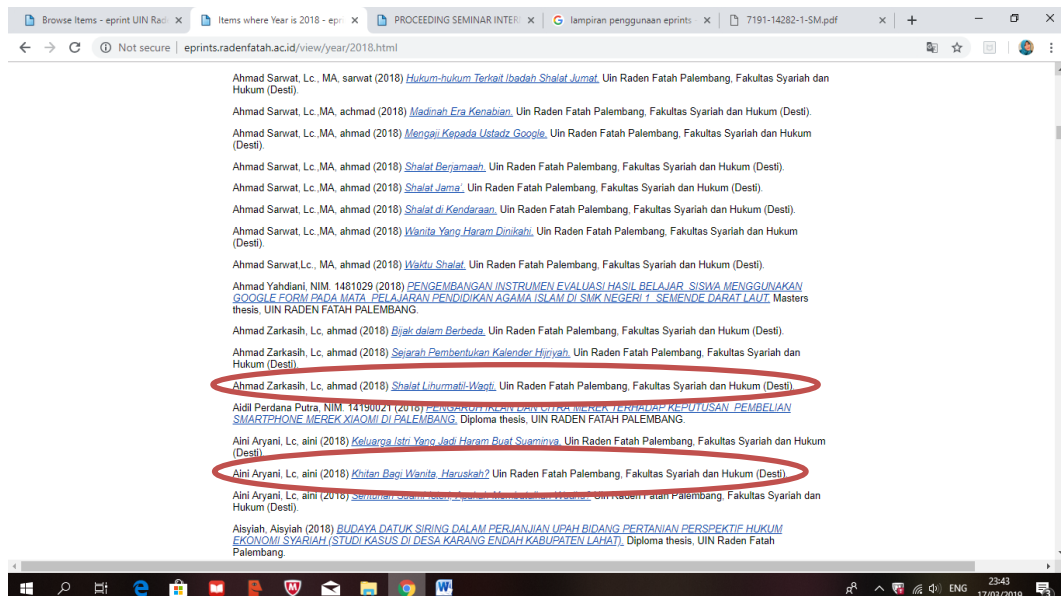 Browse Items - eprint UIN Rade
Items where Year is 2018 - epri
PROCEEDING SEMINAR INTER
lampiran penggunaan eprints
7191-14282-1-SM.pdf
Not secure | eprints.radenfatah.ac.id/view/year/2018.html
Ahmad Sarwat, Lc., MA, sarwat (2018) Hukum-hukum Terkait Ibadah Shalat Jumat. Uin Raden Fatah Palembang, Fakultas Syariah dan
Hukum (Desti).
Ahmad Sarwat, Lc.,MA, achmad (2018) Madinah Era Kenabian. Uin Raden Fatah Palembang, Fakultas Syariah dan Hukum (Desti).
Ahmad Sarwat, Lc.,MA, ahmad (2018) Mengaji Kepada Ustadz Google. Uin Raden Fatah Palembang, Fakultas Syariah dan Hukum
(Desti).
Ahmad Sarwat, Lc.,MA, ahmad (2018) Shalat Berjamaah. Uin Raden Fatah Palembang, Fakultas Syariah dan Hukum (Desti).
Ahmad Sarwat, Lc.,MA, ahmad (2018) Shalat Jama'. Uin Raden Fatah Palembang, Fakultas Syariah dan Hukum (Desti).
Ahmad Sarwat, Lc.,MA, ahmad (2018) Shalat di Kendaraan. Uin Raden Fatah Palembang, Fakultas Syariah dan Hukum (Desti).
Ahmad Sarwat, Lc.,MA, ahmad (2018) Wanita Yang Haram Dinikahi. Uin Raden Fatah Palembang, Fakultas Syariah dan Hukum
(Desti).
Ahmad Sarwat,Lc., MA, ahmad (2018) Waktu Shalat. Uin Raden Fatah Palembang, Fakultas Syariah dan Hukum (Desti).
Ahmad Yahdiani, NIM. 1481029 (2018) PENGEMBANGAN INSTRUMEN EVALUASI HASIL BELAJAR SISWA MENGGUNAKAN
GOOGLE FORM PADA MATA PELAJARAN PENDIDIKAN AGAMA ISLAM DI SMK NEGERI 1 SEMENDE DARAT LAUT. Masters
thesis, UIN RADEN FATAH PALEMBANG.
Ahmad Zarkasih, Lc, ahmad (2018) Bijak dalam Berbeda. Uin Raden Fatah Palembang, Fakultas Syariah dan Hukum (Desti).
Ahmad Zarkasih, Lc, ahmad (2018) Sejarah Pembentukan Kalender Hijriyah. Uin Raden Fatah Palembang, Fakultas Syariah dan
Hukum (Desti).
Ahmad Zarkasih, Lc, ahmad (2018) Shalat Lihurmatil-Waqti. Uin Raden Fatah Palembang, Fakultas Syariah dan Hukum (Desti).
Aidil Perdana Putra, NIM. 14190021 (2018) PENGARUH IKLAN DAN CITRA MEREK TERHADAP KEPUTUSAN PEMBELIAN
SMARTPHONE MEREK XIAOMI DI PALEMBANG. Diploma thesis, UIN RADEN FATAH PALEMBANG.
Aini Aryani, Lc, aini (2018) Keluarga Istri Yang Jadi Haram Buat Suaminya. Uin Raden Fatah Palembang, Fakultas Syariah dan Hukum
(Desti).
Aini Aryani, Lc, aini (2018) Khitan Bagi Wanita, Haruskah? Uin Raden Fatah Palembang, Fakultas Syariah dan Hukum (Desti).
Aini Aryani, Lc, aini (2018) Uin Raden Fatah Palembang, Fakultas Syariah dan
Hukum (Desti).
Aisyiah, Aisyiah (2018) BUDAYA DATUK SIRING DALAM PERJANJIAN UPAH BIDANG PERTANIAN PERSPEKTIF HUKUM
EKONOMI SYARIAH (STUDI KASUS DI DESA KARANG ENDAH KABUPATEN LAHAT). Diploma thesis, UIN Raden Fatah
Palembang.
ENG
23:43
17/03/2019